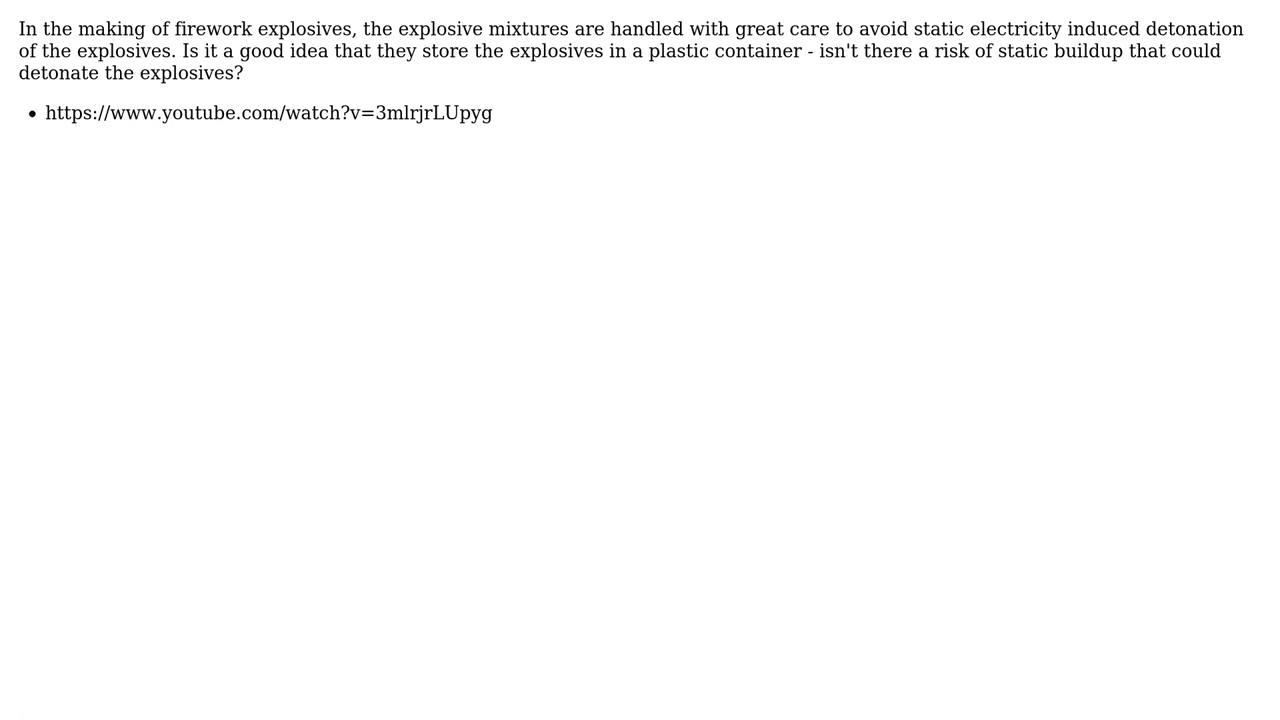 In the making of firework explosives, the explosive mixtures are handled with great care to avoid static electricity induced detonation
of the explosives. Is it a good idea that they store the explosives in a plastic container - isn't there a risk of static buildup that could
detonate the explosives?
• https://www.youtube.com/watch?v=3mlrjrLUpyg